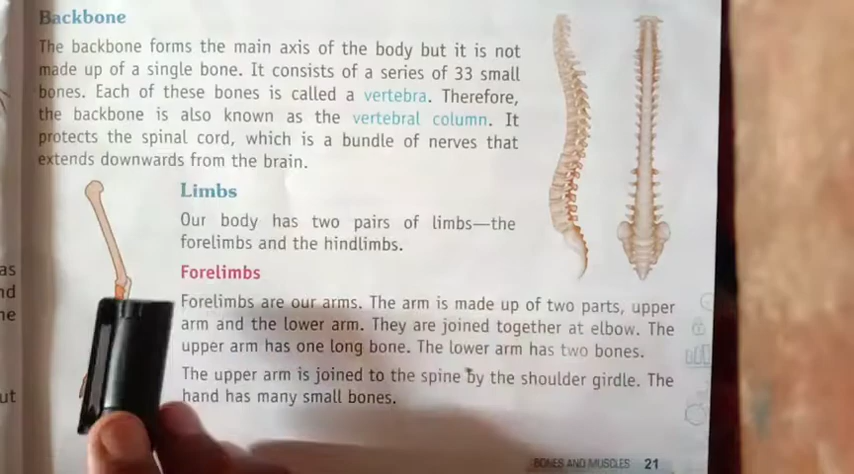 Backbone
The backbone forms the main axis of the body but it is not
made up of a single bone. It consists of a series of 33 small
bones. Each of these bones is called a vertebra. Therefore,
the backbone is also known as the vertebral column. It
protects the spinal cord, which is a bundle of nerves that
extends downwards from the brain.
Limbs
Our body has two pairs of limbs—the
forelimbs and the hindlimbs.
Forelimbs
Forelimbs are our arms. The arm is made up of two parts, upper
arm and the lower arm. They are joined together at elbow. The
upper arm has one long bone. The lower arm has two bones.
The upper arm is joined to the spine by the shoulder girdle. The
hand has many small bones.
BONES AND MUSCLES 21